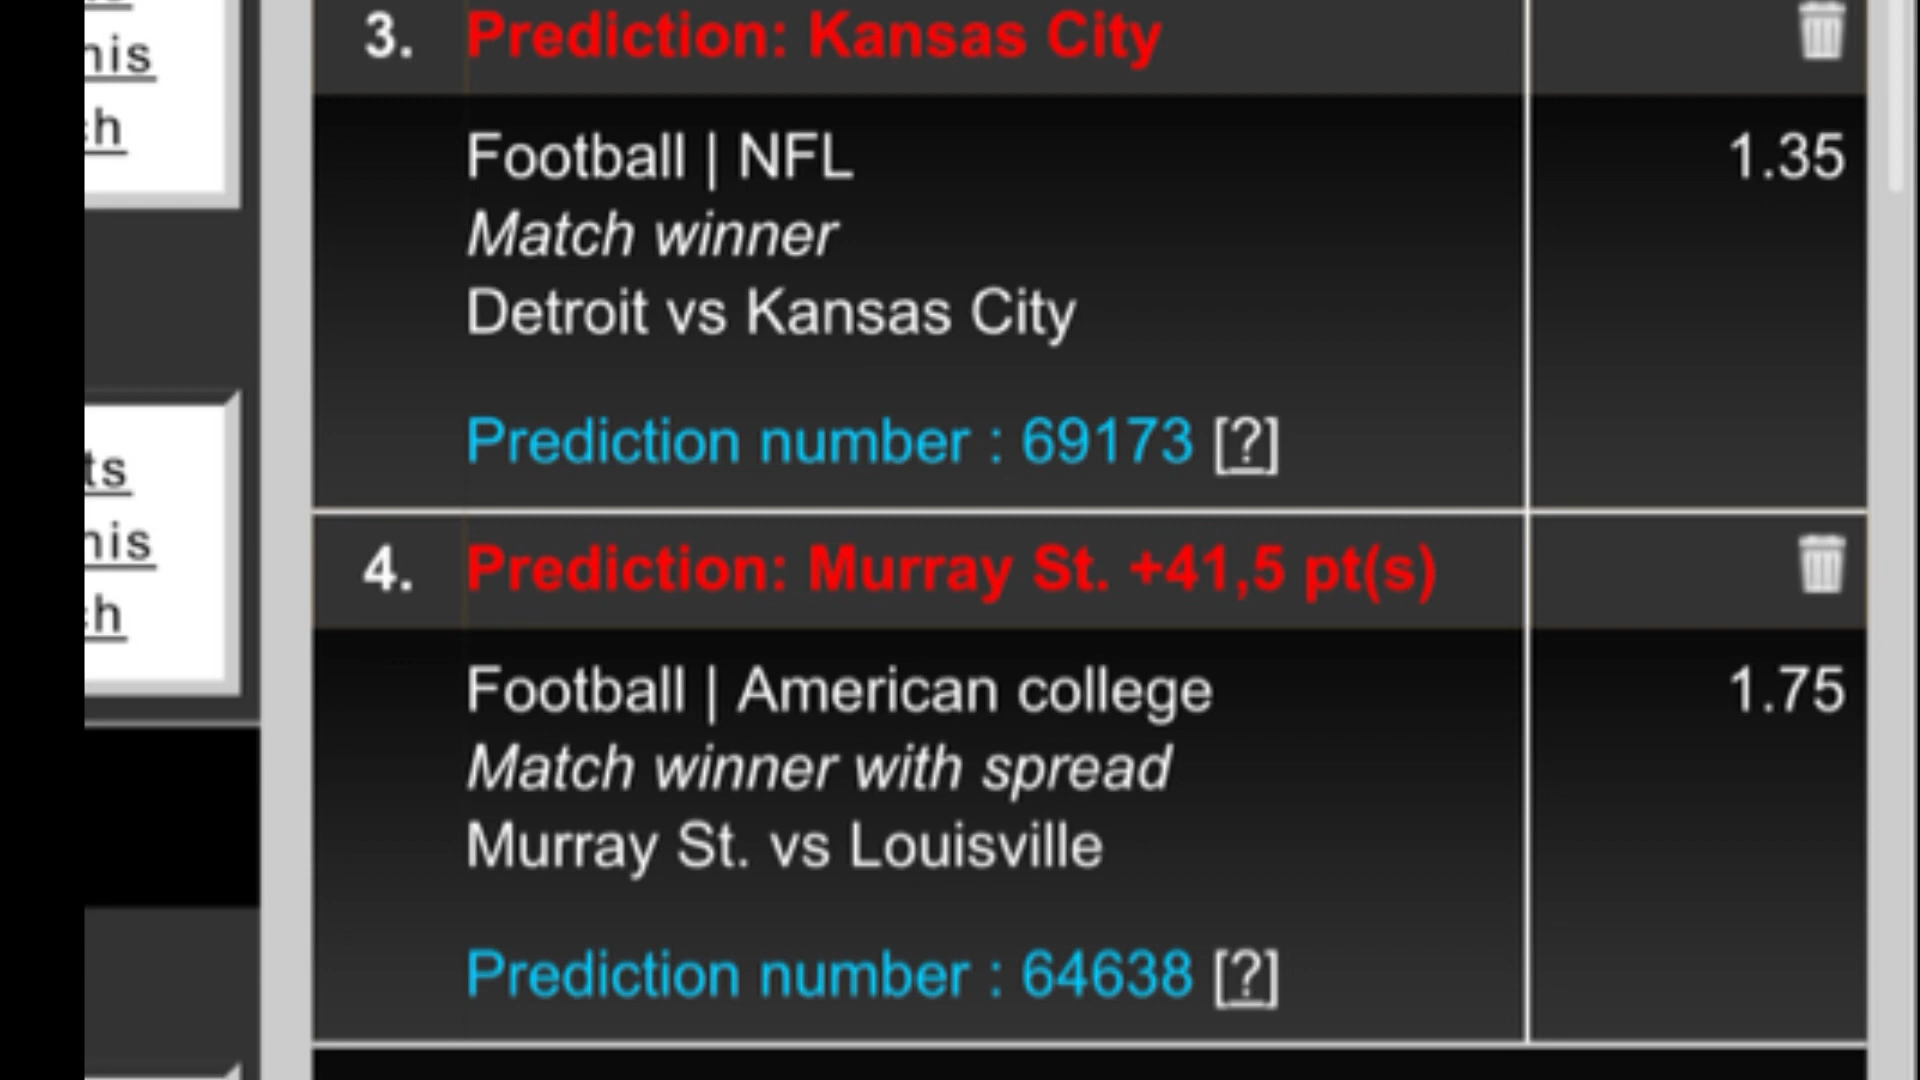 3. Prediction: Kansas City
Football | NFL
1.35
Match winner
Detroit vs Kansas City
Prediction number : 69173 [?]
4. Prediction: Murray St. +41,5 pt(s)
Football | American college
1.75
Match winner with spread
Murray St. vs Louisville
Prediction number : 64638 [?]